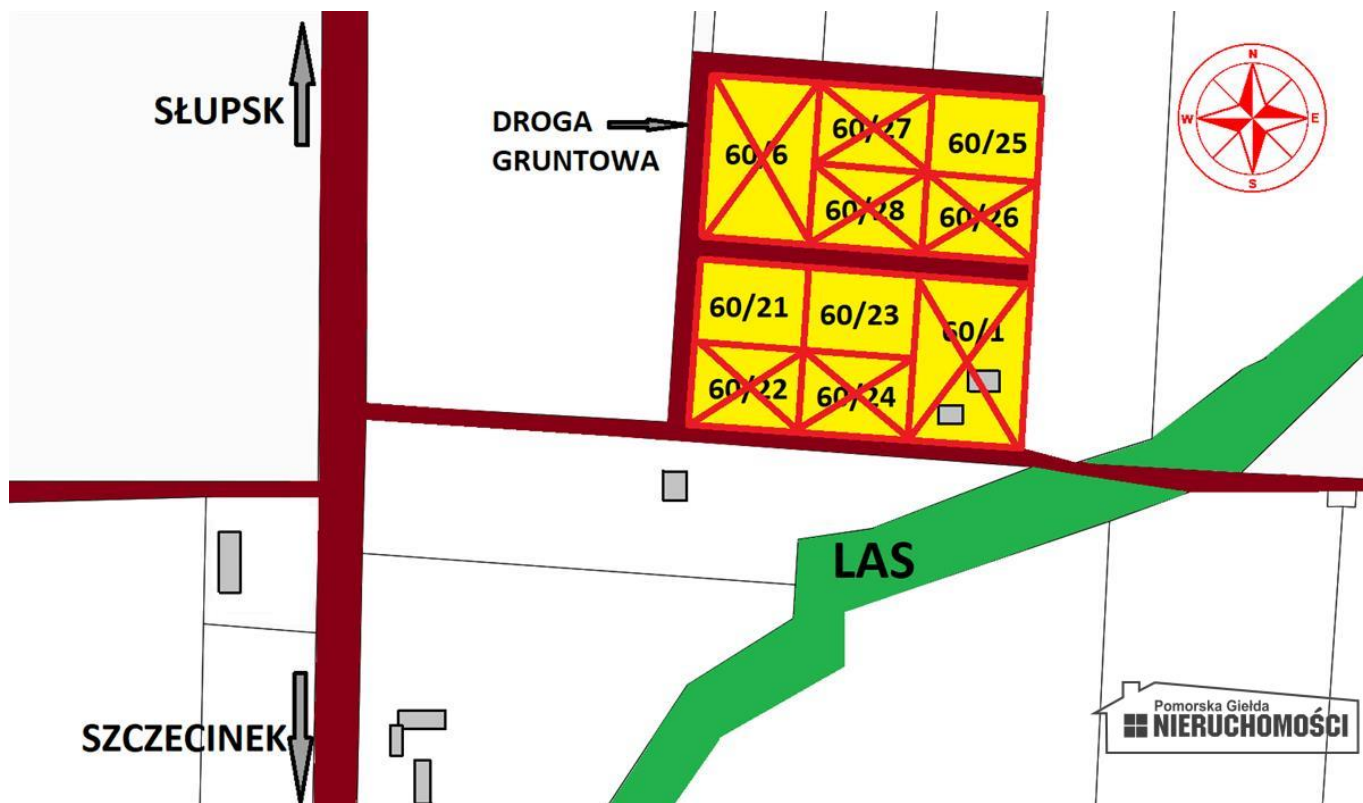 SŁUPSK
DROGA
GRUNTOWA
60/6
60/27
60/25
60/28
60/26
60/21
60/23
60/1
60/22
60/24
N
W
E
S
LAS
SZCZECINEK
Pomorska Giełda
NIERUCHOMOŚCI